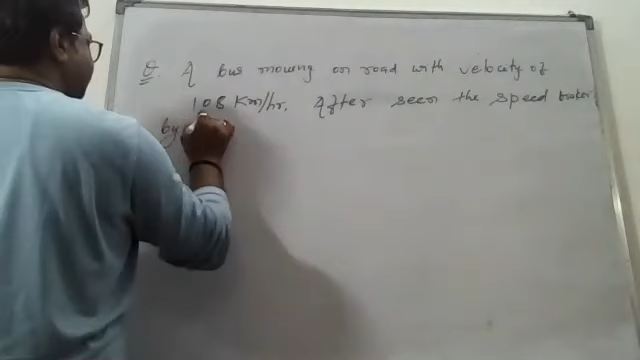 Q. A bus moving on road with velocity of
108 Km/hr. After seen the speed braker
by